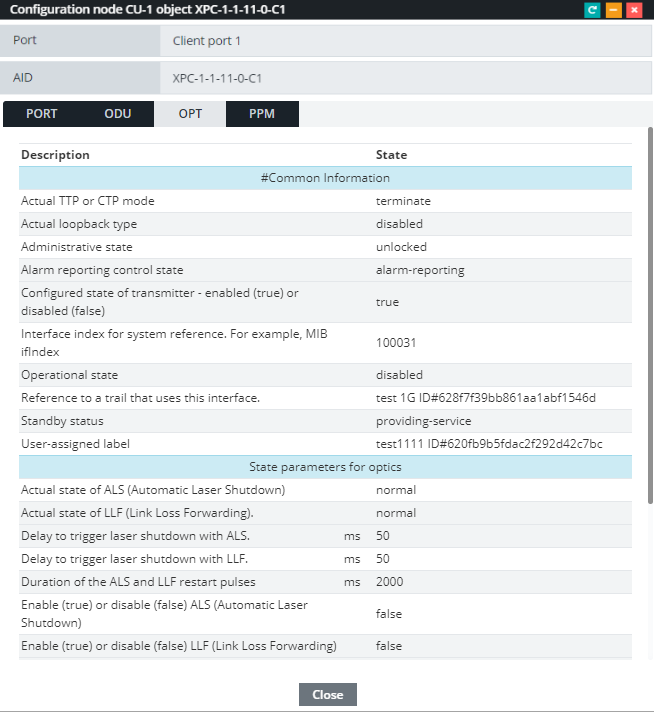 Configuration node CU-1 object XPC-1-1-11-0-C1
Port Client port 1
AID XPC-1-1-11-0-C1
PORT ODU OPT PPM
Description State
#Common Information
Actual TTP or CTP mode terminate
Actual loopback type disabled
Administrative state unlocked
Alarm reporting control state alarm-reporting
Configured state of transmitter - enabled (true) or
disabled (false) true
Interface index for system reference. For example, MIB
ifIndex 100031
Operational state disabled
Reference to a trail that uses this interface. test 1G ID#628f7f39bb861aa1abf1546d
Standby status providing-service
User-assigned label test1111 ID#620fb9b5fdac2f292d42c7bc
State parameters for optics
Actual state of ALS (Automatic Laser Shutdown) normal
Actual state of LLF (Link Loss Forwarding). normal
Delay to trigger laser shutdown with ALS. ms 50
Delay to trigger laser shutdown with LLF. ms 50
Duration of the ALS and LLF restart pulses ms 2000
Enable (true) or disable (false) ALS (Automatic Laser
Shutdown) false
Enable (true) or disable (false) LLF (Link Loss Forwarding) false
Close